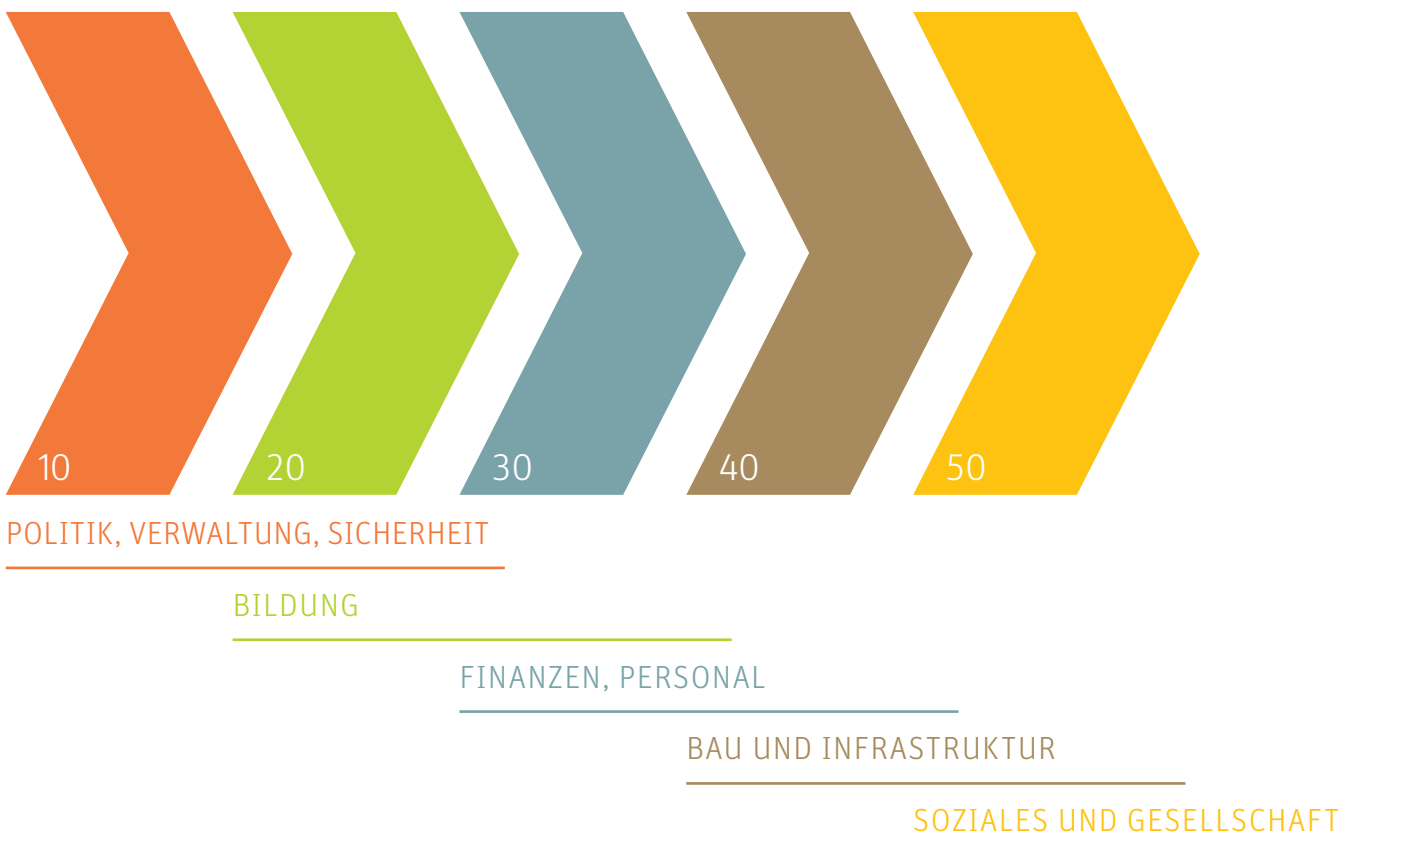 10
20
30
40
50
POLITIK, VERWALTUNG, SICHERHEIT
BILDUNG
FINANZEN, PERSONAL
BAU UND INFRASTRUKTUR
SOZIALES UND GESELLSCHAFT